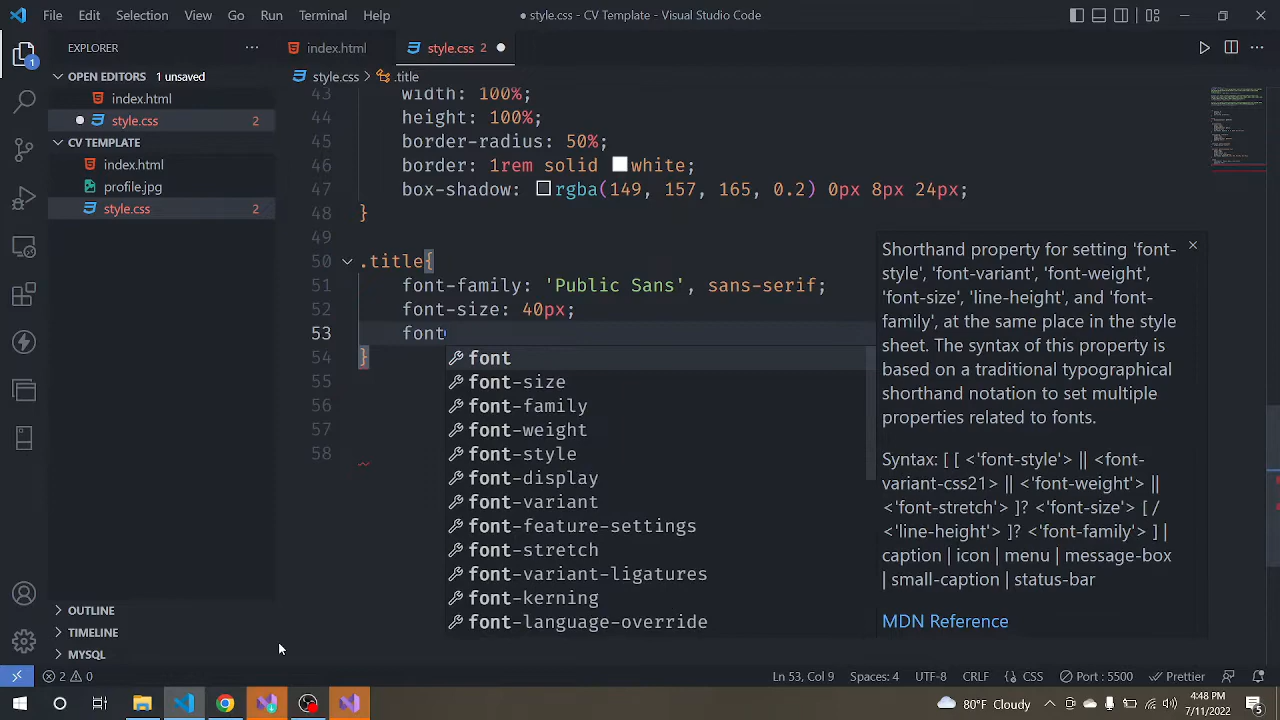 File Edit Selection View Go Run Terminal Help
● style.css - CV Template - Visual Studio Code
EXPLORER
OPEN EDITORS 1 unsaved
index.html
style.css 2
CV TEMPLATE
index.html
profile.jpg
style.css 2
OUTLINE
TIMELINE
MYSQL
1
index.html
style.css 2
style.css > .title
43 width: 100%;
44 height: 100%;
45 border-radius: 50%;
46 border: 1rem solid white;
47 box-shadow: rgba(149, 157, 165, 0.2) 0px 8px 24px;
48 }
49
50 .title{
51 font-family: 'Public Sans', sans-serif;
52 font-size: 40px;
53 font
54 }
55
56
57
58
font
font-size
font-family
font-weight
font-style
font-display
font-variant
font-feature-settings
font-stretch
font-variant-ligatures
font-kerning
font-language-override
Shorthand property for setting 'font-
style', 'font-variant', 'font-weight',
'font-size', 'line-height', and 'font-
family', at the same place in the style
sheet. The syntax of this property is
based on a traditional typographical
shorthand notation to set multiple
properties related to fonts.
Syntax: [ [ <'font-style'> || <font-
variant-css21> || <'font-weight'> ||
<'font-stretch'> ]? <'font-size'> [ /
<'line-height'> ]? <'font-family'> ] |
caption | icon | menu | message-box
| small-caption | status-bar
MDN Reference
2 0
Ln 53, Col 9 Spaces: 4 UTF-8 CRLF {} CSS Port : 5500 Prettier
80°F Cloudy
4:48 PM
7/11/2022
5